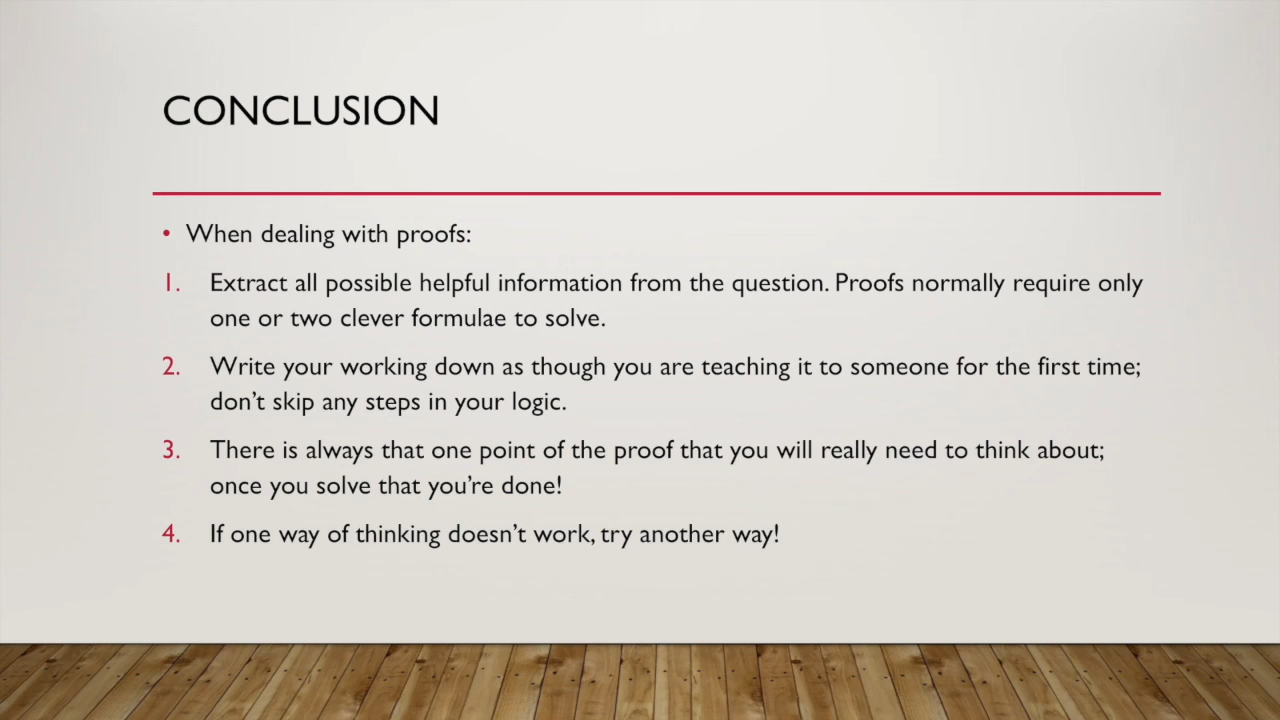 CONCLUSION
• When dealing with proofs:
1. Extract all possible helpful information from the question. Proofs normally require only
one or two clever formulae to solve.
2. Write your working down as though you are teaching it to someone for the first time;
don’t skip any steps in your logic.
3. There is always that one point of the proof that you will really need to think about;
once you solve that you’re done!
4. If one way of thinking doesn’t work, try another way!